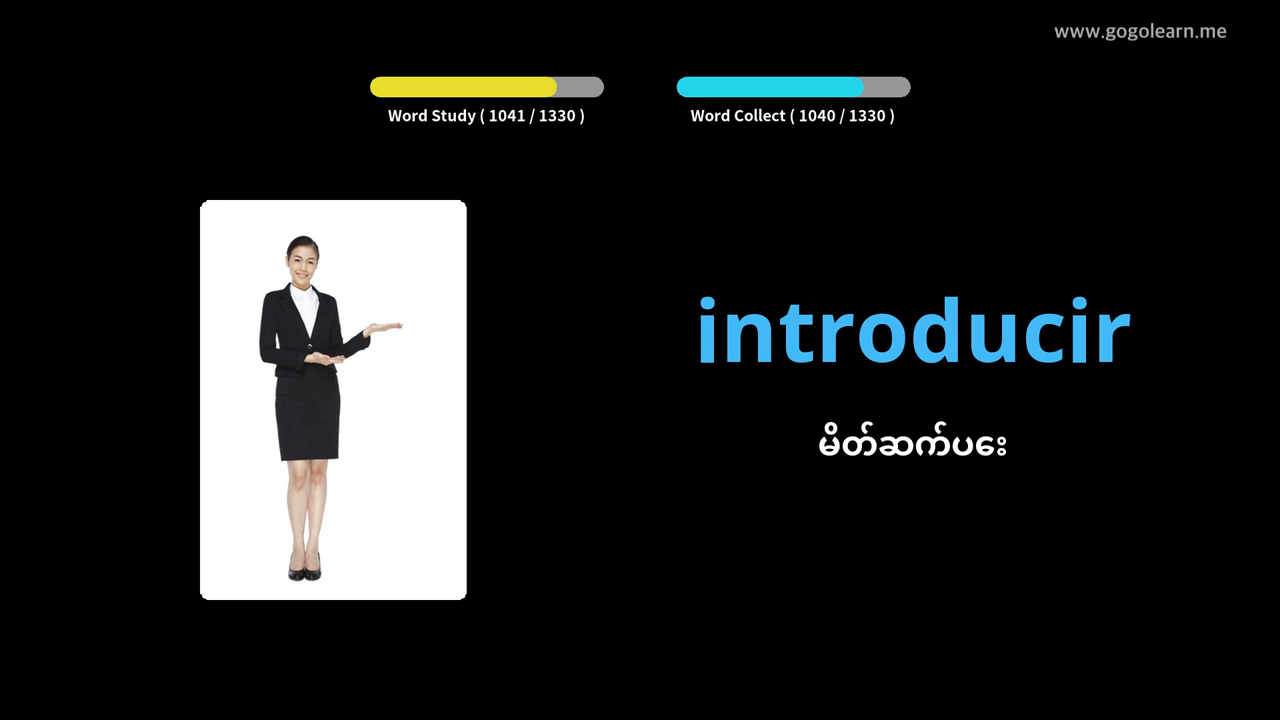 www.gogolearn.me
Word Study ( 1041 / 1330 )
Word Collect ( 1040 / 1330 )
introducir
မိတ်ဆက်ပေး